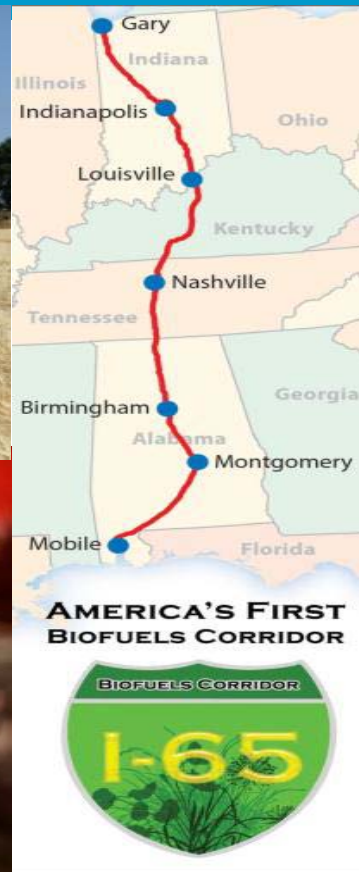 Gary
Indiana
Illinois
Indianapolis
Ohio
Louisville
Kentucky
Nashville
Tennessee
Georgia
Birmingham
Alabama
Montgomery
Mobile
Florida
AMERICA'S FIRST
BIOFUELS CORRIDOR
BIOFUELS CORRIDOR
I-65